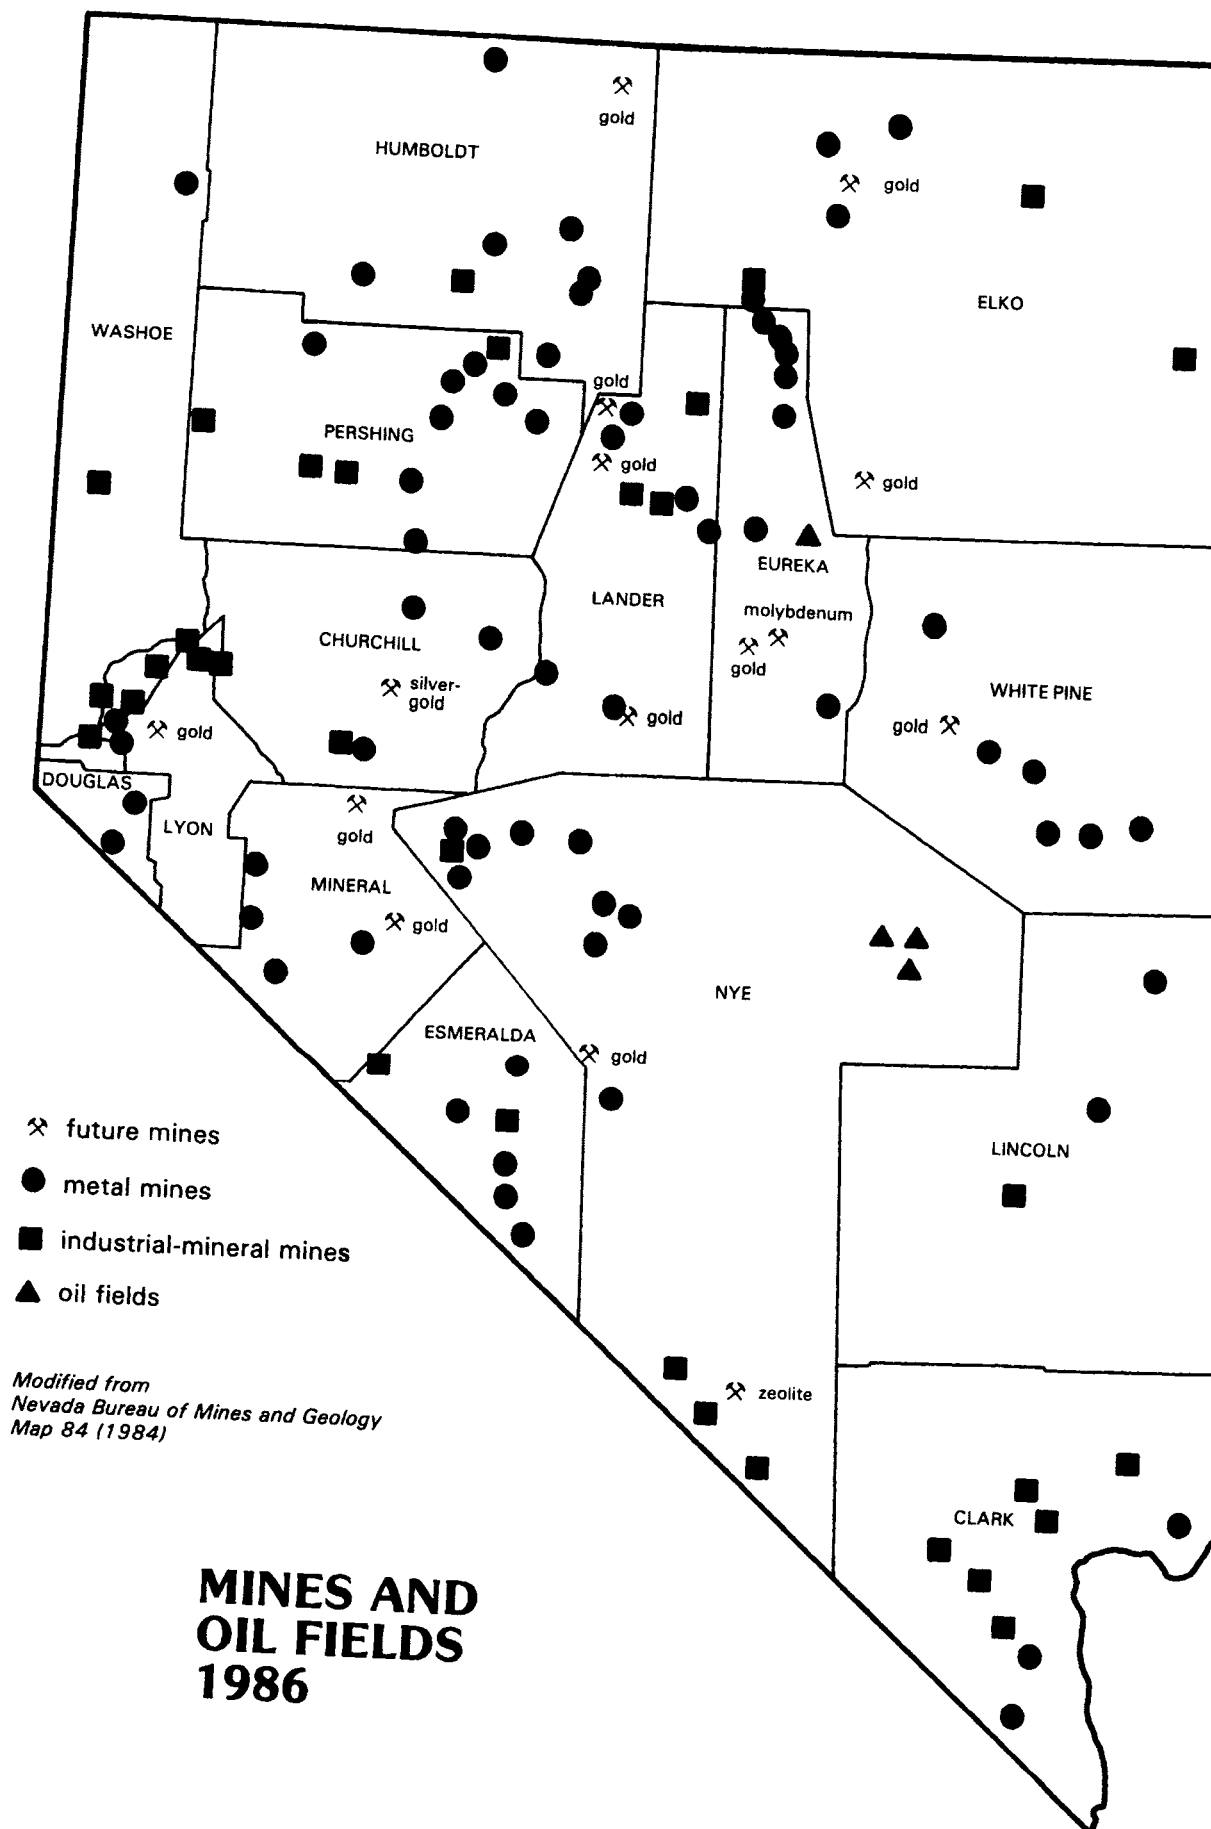 gold
HUMBOLDT
gold
ELKO
WASHOE
gold
PERSHING
gold
gold
EUREKA
LANDER
molybdenum
CHURCHILL
gold
silver-
gold
WHITE PINE
gold
gold
gold
DOUGLAS
LYON
gold
MINERAL
gold
NYE
ESMERALDA
gold
LINCOLN
future mines
metal mines
industrial-mineral mines
oil fields
Modified from
Nevada Bureau of Mines and Geology
Map 84 (1984)
zeolite
CLARK
MINES AND
OIL FIELDS
1986